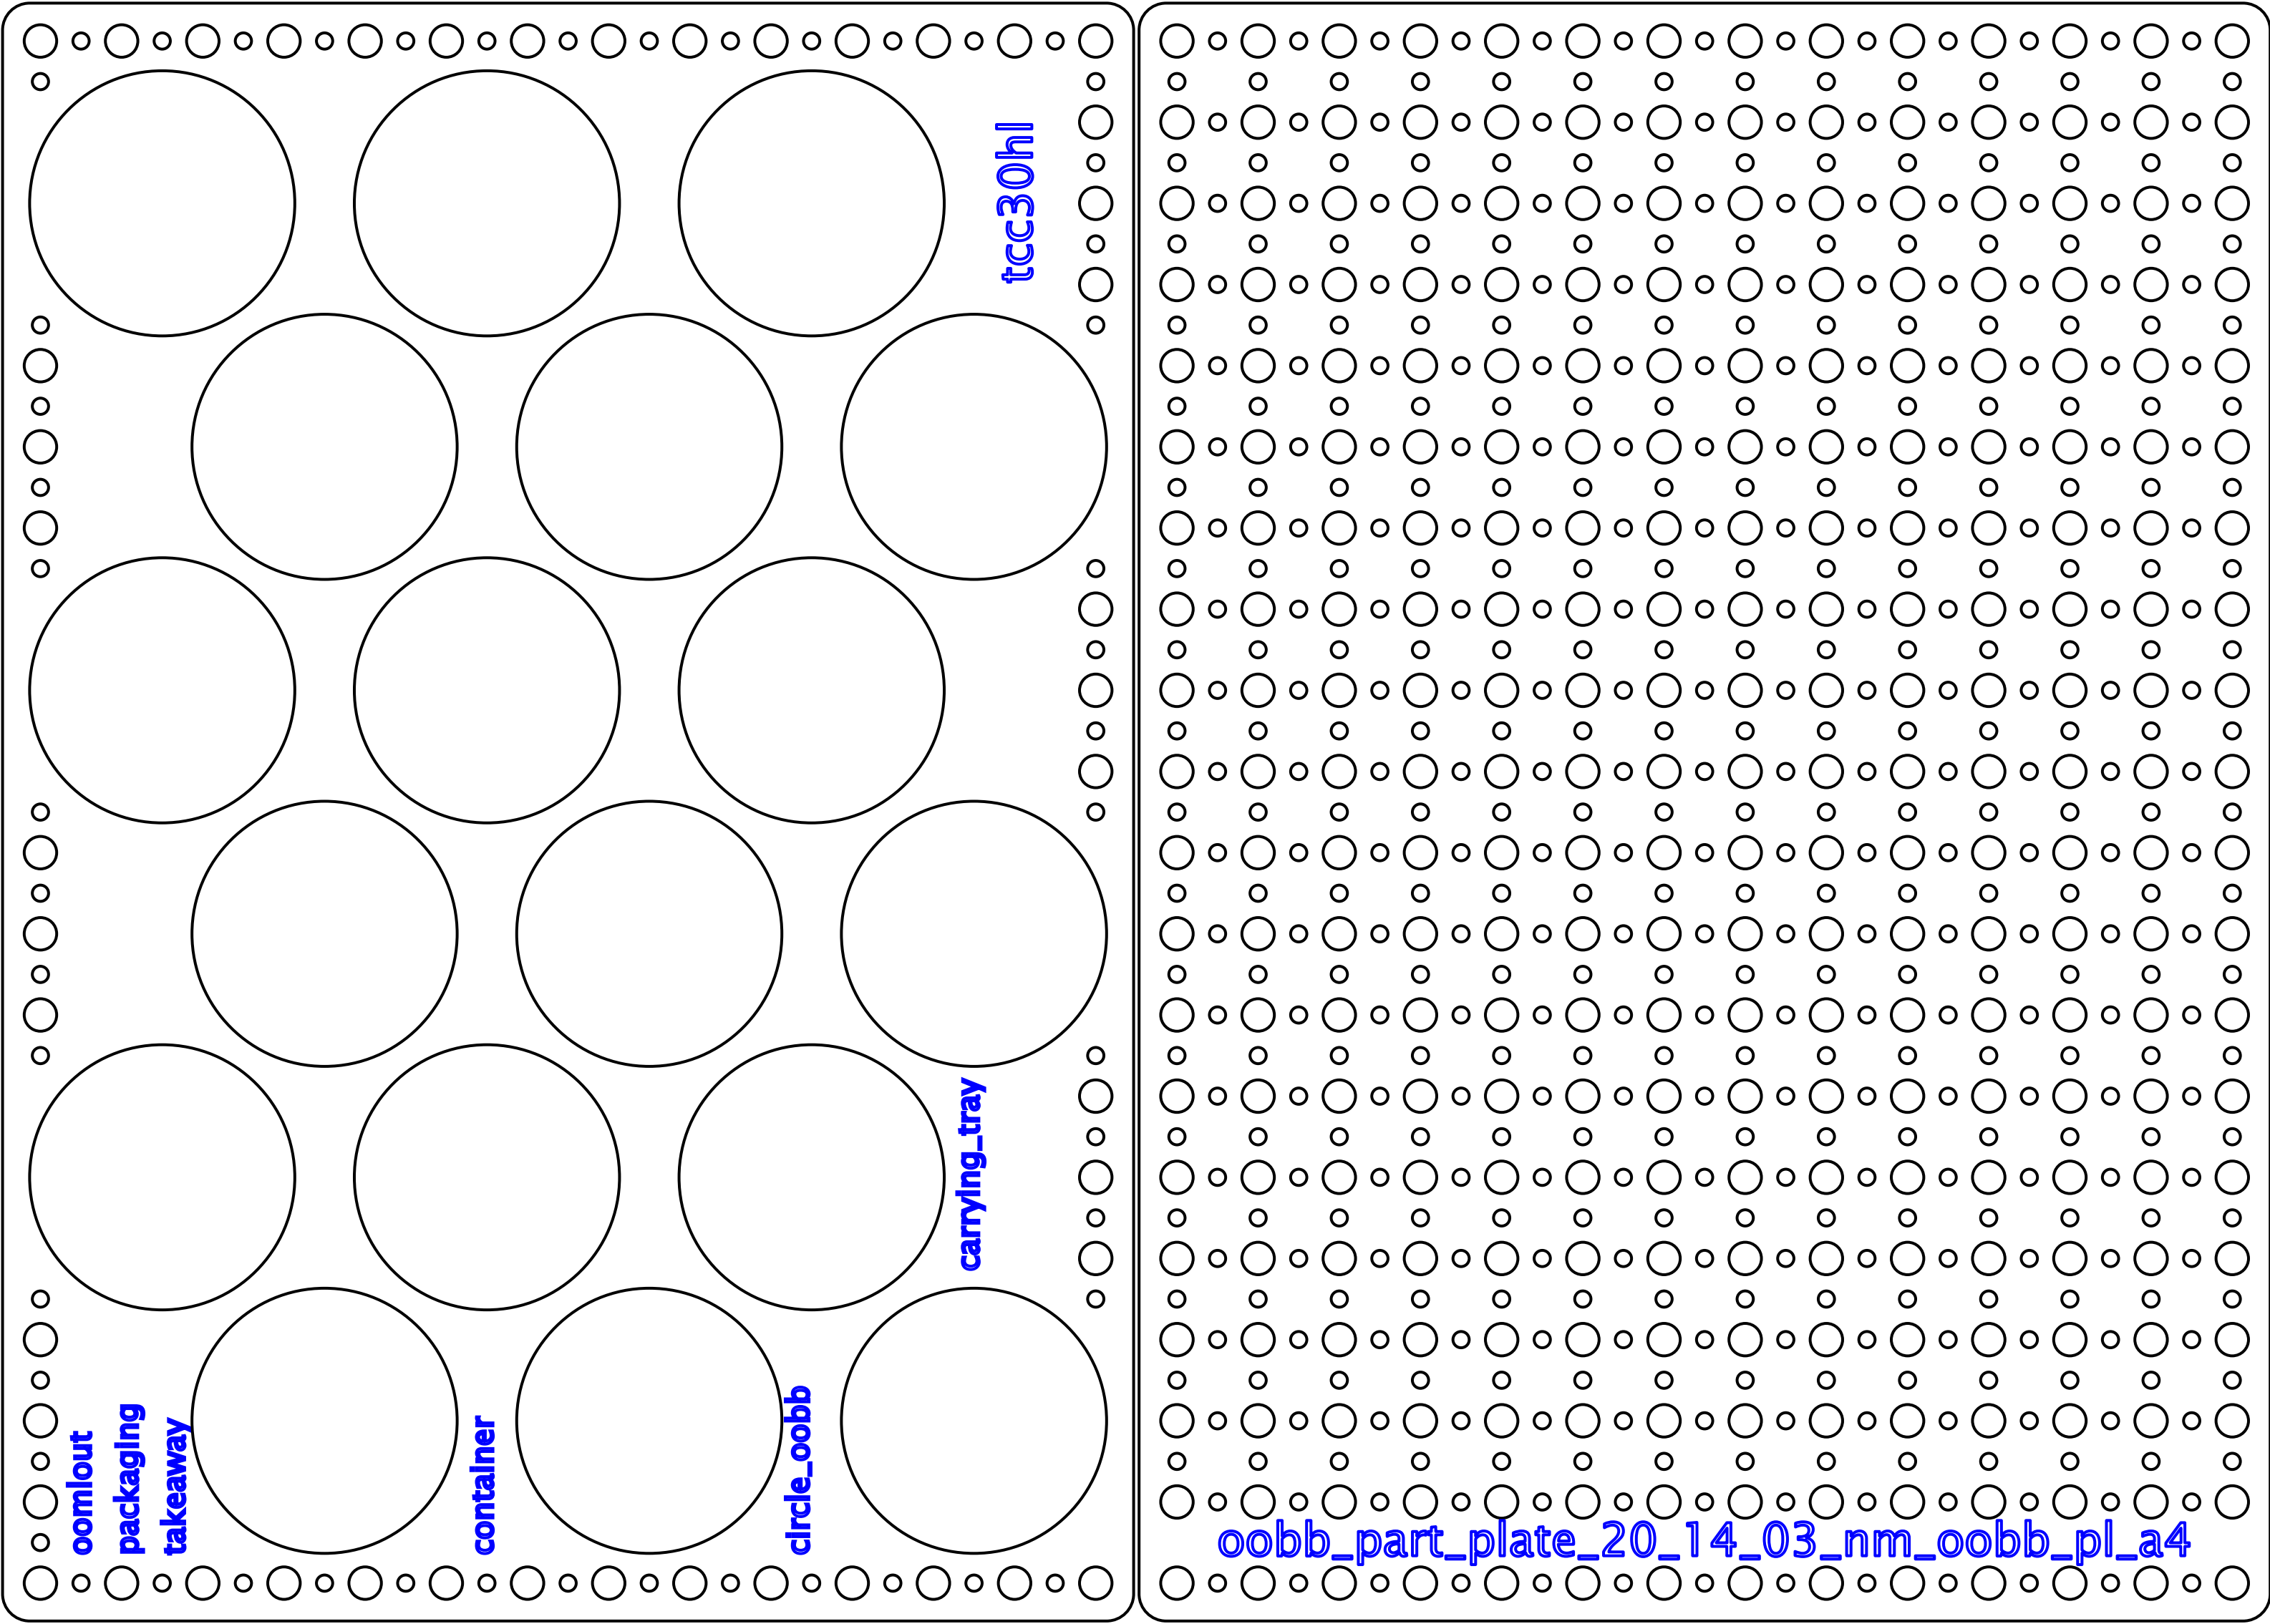 tcc30hl
carrying_tray
oomlout
packaging
takeaway
container
circle_oobb
oobb_part_plate_20_14_03_nm_oobb_pl_a4